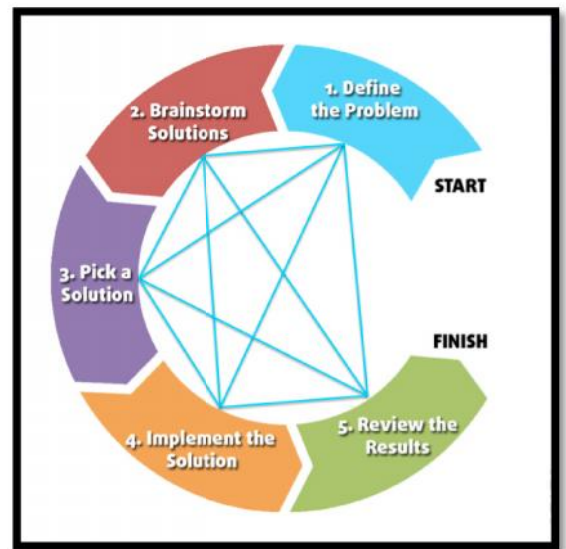 1. Define
the Problem
START
2. Brainstorm
Solutions
3. Pick a
Solution
4. Implement the
Solution
5. Review the
Results
FINISH